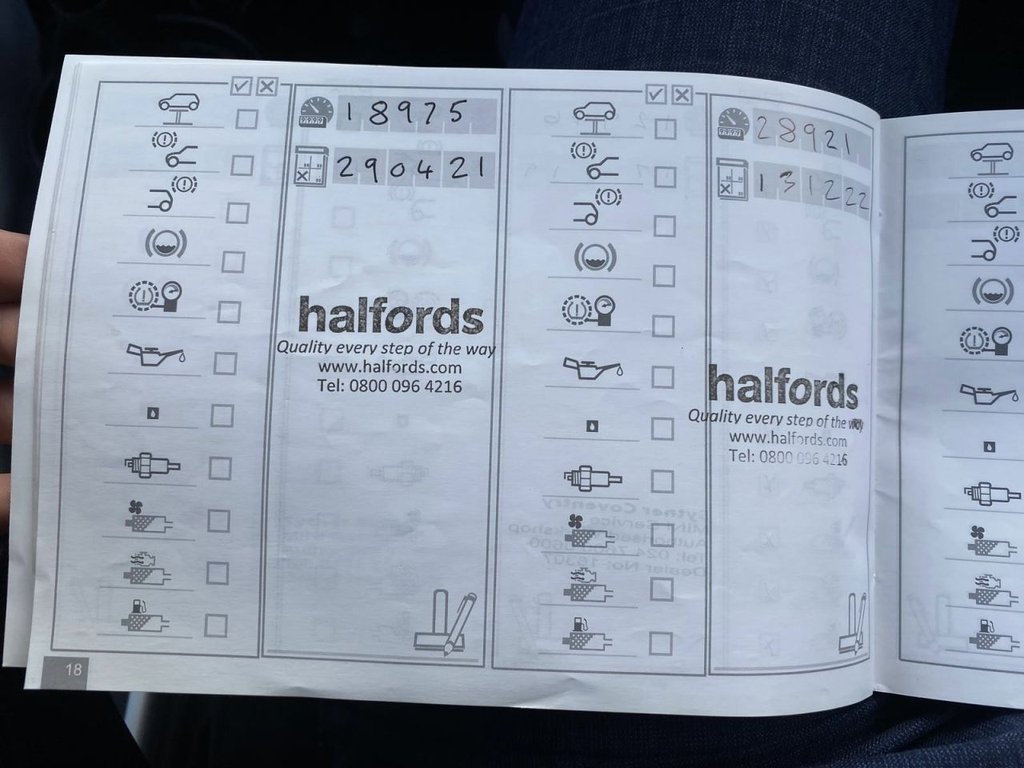 18975
290421
halfords
Quality every step of the way
www.halfords.com
Tel: 0800 096 4216
28921
131222
halfords
Quality every step of the way
www.halfords.com
Tel: 0800 096 4216
18